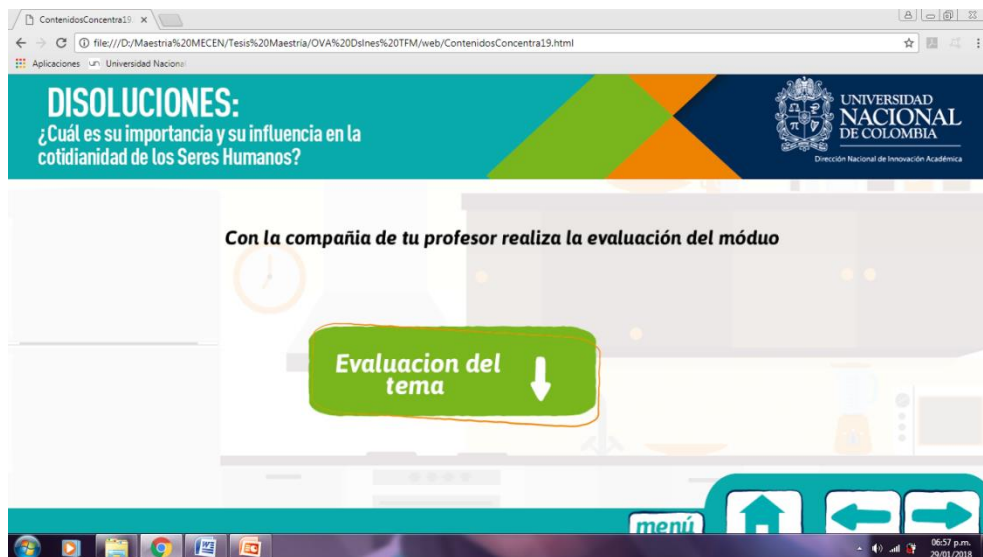 ContenidosConcentra19.
file:///D:/Maestria%20MECEN/Tesis%20Maestría/OVA%20DsInes%20TFM/web/ContenidosConcentra19.html
Aplicaciones
Universidad Nacional
DISOLUCIONES:
¿Cuál es su importancia y su influencia en la
cotidianidad de los Seres Humanos?
UNIVERSIDAD
NACIONAL
DE COLOMBIA
Dirección Nacional de Innovación Académica
Con la compañia de tu profesor realiza la evaluación del móduo
Evaluacion del
tema
menú
06:57 p.m.
29/01/2018